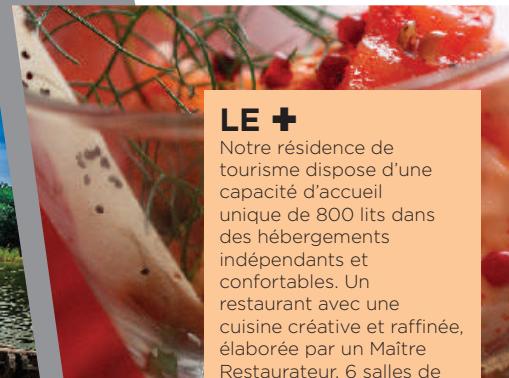 LE +
Notre résidence de
tourisme dispose d’une
capacité d’accueil
unique de 800 lits dans
des hébergements
indépendants et
confortables. Un
restaurant avec une
cuisine créative et raffinée,
élaborée par un Maître
Restaurateur, 6 salles de